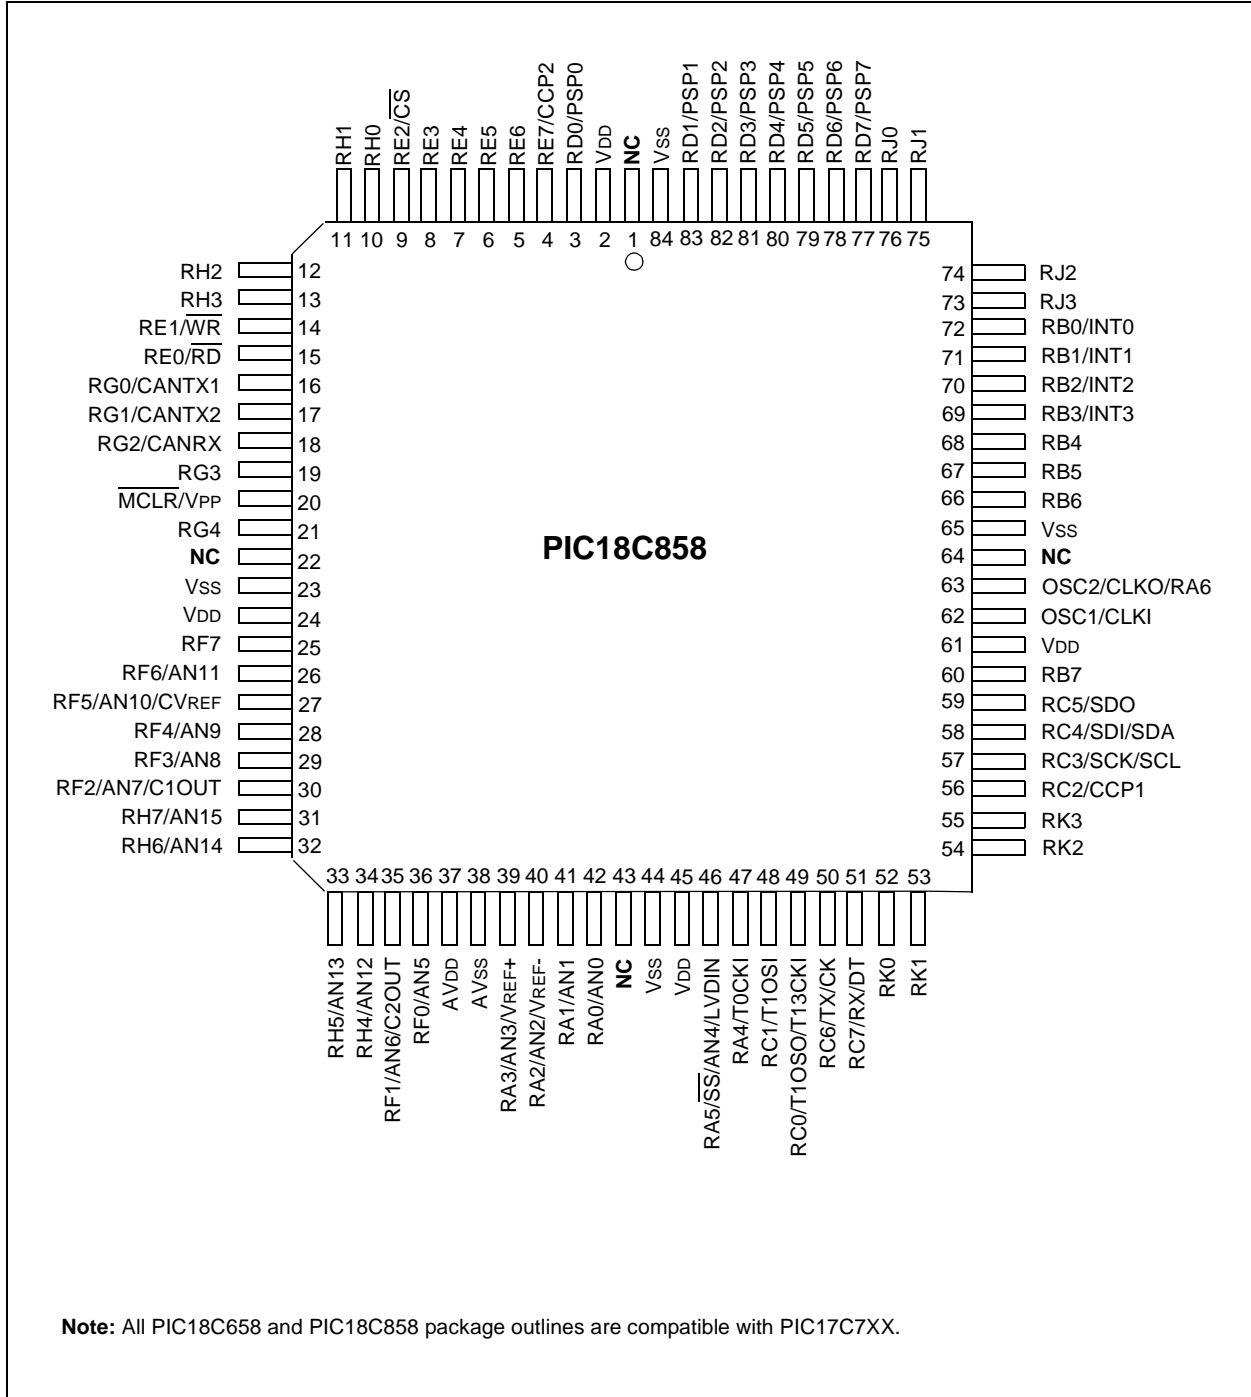 RH1
RH0
RE2/CS
RE3
RE4
RE5
RE6
RE7/CCP2
RD0/PSP0
VDD
NC
VSS
RD1/PSP1
RD2/PSP2
RD3/PSP3
RD4/PSP4
RD5/PSP5
RD6/PSP6
RD7/PSP7
RJ0
RJ1
11 10 9 8 7 6 5 4 3 2 1 84 83 82 81 80 79 78 77 76 75
RH2 12
RH3 13
RE1/WR 14
RE0/RD 15
RG0/CANTX1 16
RG1/CANTX2 17
RG2/CANRX 18
RG3 19
MCLR/VPP 20
RG4 21
NC 22
VSS 23
VDD 24
RF7 25
RF6/AN11 26
RF5/AN10/CVREF 27
RF4/AN9 28
RF3/AN8 29
RF2/AN7/C1OUT 30
RH7/AN15 31
RH6/AN14 32
PIC18C858
74 RJ2
73 RJ3
72 RB0/INT0
71 RB1/INT1
70 RB2/INT2
69 RB3/INT3
68 RB4
67 RB5
66 RB6
65 VSS
64 NC
63 OSC2/CLKO/RA6
62 OSC1/CLKI
61 VDD
60 RB7
59 RC5/SDO
58 RC4/SDI/SDA
57 RC3/SCK/SCL
56 RC2/CCP1
55 RK3
54 RK2
33 34 35 36 37 38 39 40 41 42 43 44 45 46 47 48 49 50 51 52 53
RH5/AN13
RH4/AN12
RF1/AN6/C2OUT
RF0/AN5
AVDD
AVSS
RA3/AN3/VREF+
RA2/AN2/VREF-
RA1/AN1
RA0/AN0
NC
VSS
VDD
RA5/SS/AN4/LVDIN
RA4/T0CKI
RC1/T1OSI
RC0/T1OSO/T13CKI
RC6/TX/CK
RC7/RX/DT
RK0
RK1
Note: All PIC18C658 and PIC18C858 package outlines are compatible with PIC17C7XX.